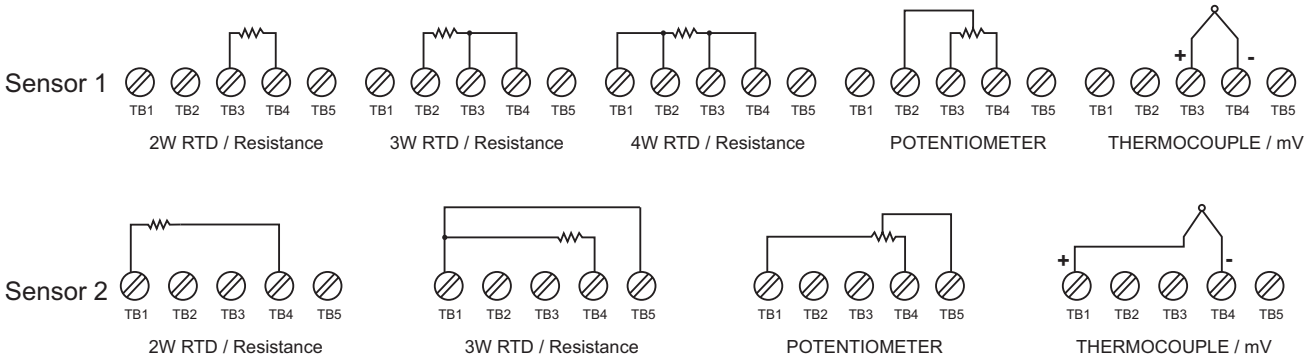 + -
Sensor 1
TB1 TB2 TB3 TB4 TB5 TB1 TB2 TB3 TB4 TB5 TB1 TB2 TB3 TB4 TB5 TB1 TB2 TB3 TB4 TB5 TB1 TB2 TB3 TB4 TB5
2W RTD / Resistance 3W RTD / Resistance 4W RTD / Resistance POTENTIOMETER THERMOCOUPLE / mV
+ -
Sensor 2
TB1 TB2 TB3 TB4 TB5 TB1 TB2 TB3 TB4 TB5 TB1 TB2 TB3 TB4 TB5 TB1 TB2 TB3 TB4 TB5
2W RTD / Resistance 3W RTD / Resistance POTENTIOMETER THERMOCOUPLE / mV